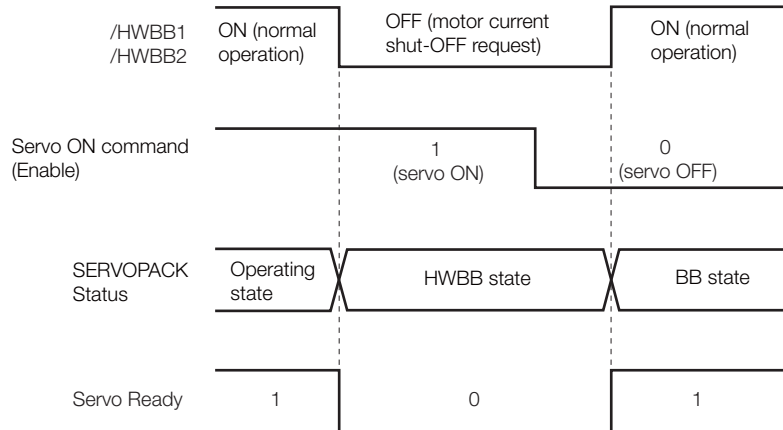 /HWBB1
/HWBB2
ON (normal
operation)
OFF (motor current
shut-OFF request)
ON (normal
operation)
Servo ON command
(Enable)
1
(servo ON)
0
(servo OFF)
SERVOPACK
Status
Operating
state
HWBB state
BB state
Servo Ready
1
0
1